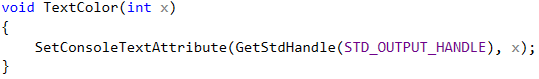 void TextColor(int x)
{
    SetConsoleTextAttribute(GetStdHandle(STD_OUTPUT_HANDLE), x);
}